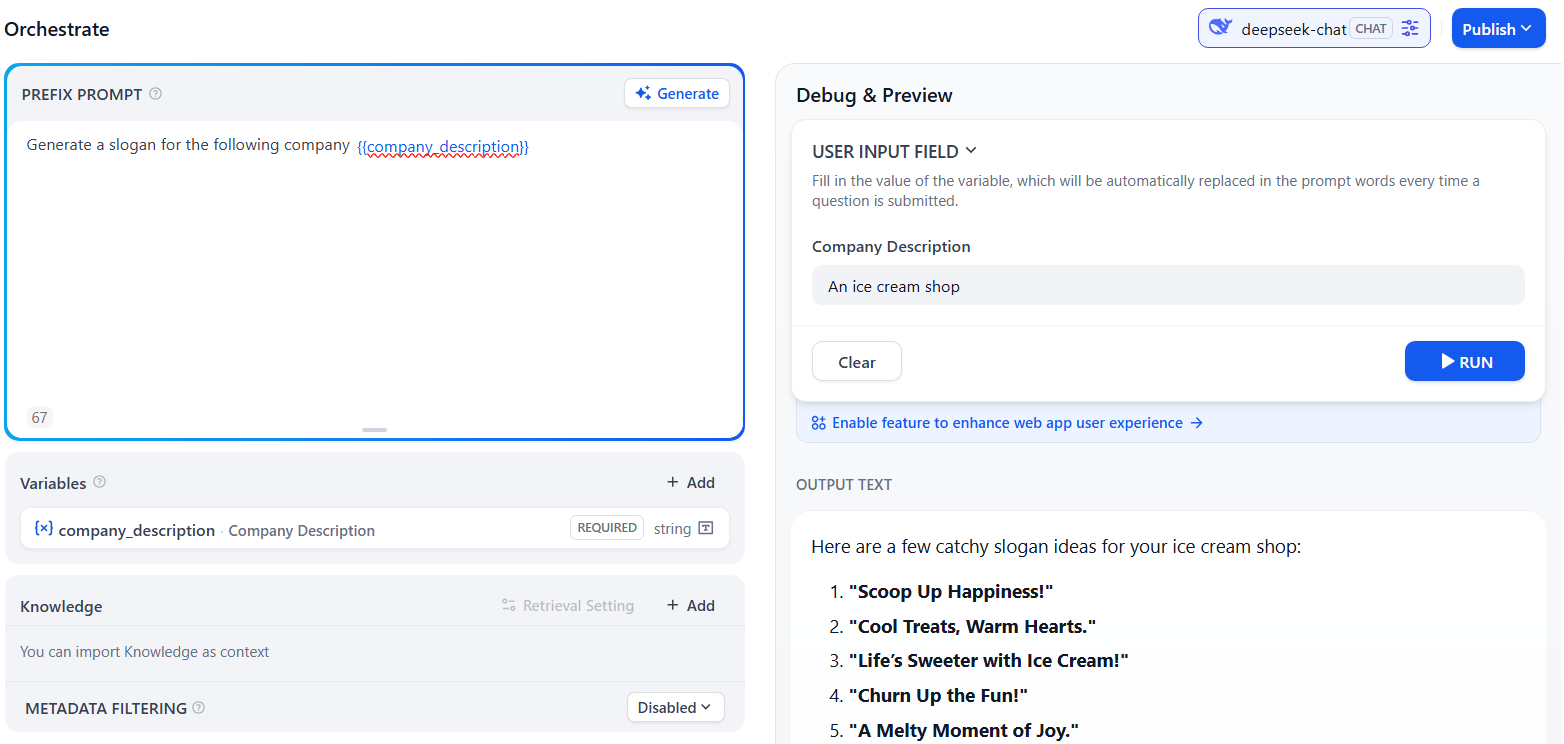 Orchestrate
deepseek-chat CHAT
Publish
PREFIX PROMPT
Generate
Generate a slogan for the following company {{company_description}}
67
Variables
+ Add
{x} company_description · Company Description REQUIRED string T
Knowledge
Retrieval Setting
+ Add
You can import Knowledge as context
METADATA FILTERING
Disabled
Debug & Preview
USER INPUT FIELD
Fill in the value of the variable, which will be automatically replaced in the prompt words every time a
question is submitted.
Company Description
An ice cream shop
Clear
RUN
Enable feature to enhance web app user experience →
OUTPUT TEXT
Here are a few catchy slogan ideas for your ice cream shop:
1. "Scoop Up Happiness!"
2. "Cool Treats, Warm Hearts."
3. "Life’s Sweeter with Ice Cream!"
4. "Churn Up the Fun!"
5. "A Melty Moment of Joy."